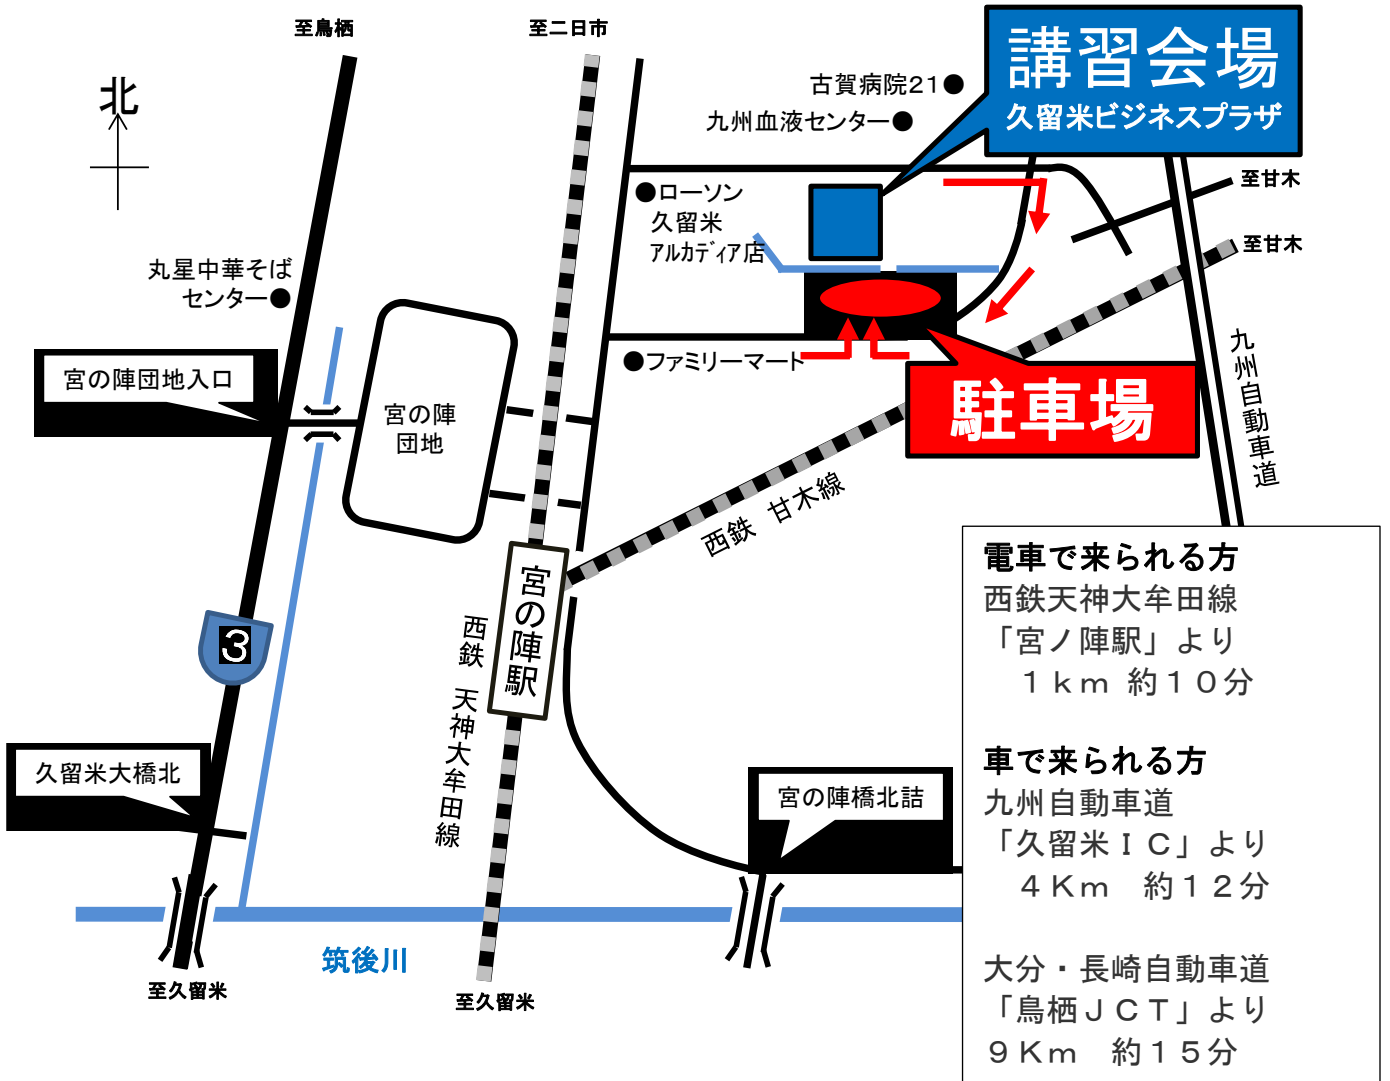 至鳥栖
至二日市
北
講習会場
久留米ビジネスプラザ
古賀病院21●
九州血液センター●
至甘木
至甘木
●ローソン
久留米
アルカディア店
丸星中華そば
センター●
宮の陣団地入口
宮の陣
団地
●ファミリーマート
駐車場
九州自動車道
西鉄 甘木線
宮の陣駅
西鉄 天神大牟田線
3
久留米大橋北
宮の陣橋北詰
筑後川
至久留米
至久留米
電車で来られる方
西鉄天神大牟田線
「宮ノ陣駅」より
１ｋｍ 約１０分
車で来られる方
九州自動車道
「久留米ＩＣ」より
４Ｋｍ　約１２分
大分・長崎自動車道
「鳥栖ＪＣＴ」より
９Ｋｍ　約１５分